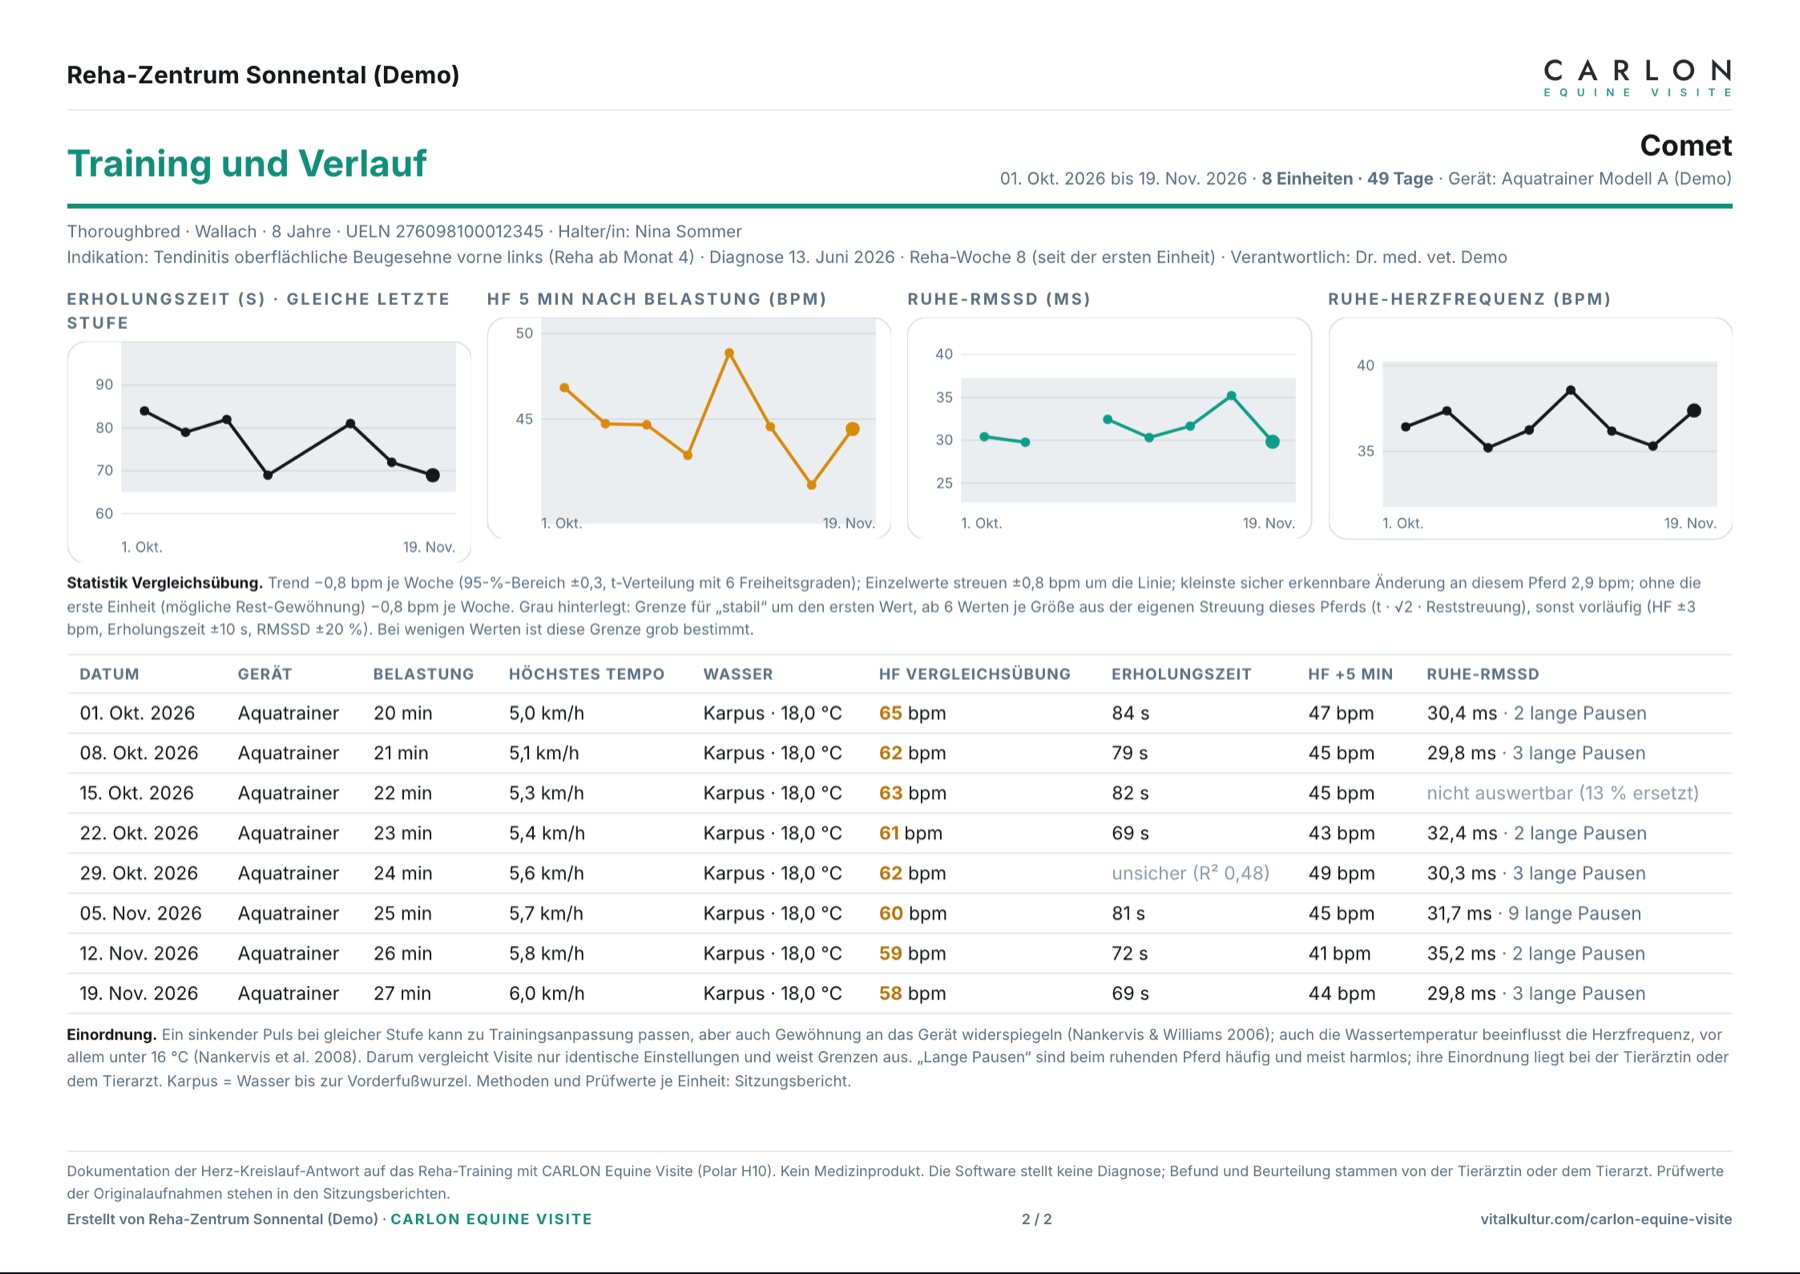 Reha-Zentrum Sonnental (Demo)
CARLON
EQUINE VISITE
Training und Verlauf
Comet
01. Okt. 2026 bis 19. Nov. 2026 · 8 Einheiten · 49 Tage · Gerät: Aquatrainer Modell A (Demo)
Thoroughbred · Wallach · 8 Jahre · UELN 276098100012345 · Halter/in: Nina Sommer
Indikation: Tendinitis oberflächliche Beugesehne vorne links (Reha ab Monat 4) · Diagnose 13. Juni 2026 · Reha-Woche 8 (seit der ersten Einheit) · Verantwortlich: Dr. med. vet. Demo
ERHOLUNGSZEIT (S) · GLEICHE LETZTE
STUFE
90
80
70
60
1. Okt.
19. Nov.
HF 5 MIN NACH BELASTUNG (BPM)
50
45
1. Okt.
19. Nov.
RUHE-RMSSD (MS)
40
35
30
25
1. Okt.
19. Nov.
RUHE-HERZFREQUENZ (BPM)
40
35
1. Okt.
19. Nov.
Statistik Vergleichsübung. Trend −0,8 bpm je Woche (95-%-Bereich ±0,3, t-Verteilung mit 6 Freiheitsgraden); Einzelwerte streuen ±0,8 bpm um die Linie; kleinste sicher erkennbare Änderung an diesem Pferd 2,9 bpm; ohne die
erste Einheit (mögliche Rest-Gewöhnung) −0,8 bpm je Woche. Grau hinterlegt: Grenze für „stabil“ um den ersten Wert, ab 6 Werten je Größe aus der eigenen Streuung dieses Pferds (t · √2 · Reststreuung), sonst vorläufig (HF ±3
bpm, Erholungszeit ±10 s, RMSSD ±20 %). Bei wenigen Werten ist diese Grenze grob bestimmt.
DATUM GERÄT BELASTUNG HÖCHSTES TEMPO WASSER HF VERGLEICHSÜBUNG ERHOLUNGSZEIT HF +5 MIN RUHE-RMSSD
01. Okt. 2026 Aquatrainer 20 min 5,0 km/h Karpus · 18,0 °C 65 bpm 84 s 47 bpm 30,4 ms · 2 lange Pausen
08. Okt. 2026 Aquatrainer 21 min 5,1 km/h Karpus · 18,0 °C 62 bpm 79 s 45 bpm 29,8 ms · 3 lange Pausen
15. Okt. 2026 Aquatrainer 22 min 5,3 km/h Karpus · 18,0 °C 63 bpm 82 s 45 bpm nicht auswertbar (13 % ersetzt)
22. Okt. 2026 Aquatrainer 23 min 5,4 km/h Karpus · 18,0 °C 61 bpm 69 s 43 bpm 32,4 ms · 2 lange Pausen
29. Okt. 2026 Aquatrainer 24 min 5,6 km/h Karpus · 18,0 °C 62 bpm unsicher (R² 0,48) 49 bpm 30,3 ms · 3 lange Pausen
05. Nov. 2026 Aquatrainer 25 min 5,7 km/h Karpus · 18,0 °C 60 bpm 81 s 45 bpm 31,7 ms · 9 lange Pausen
12. Nov. 2026 Aquatrainer 26 min 5,8 km/h Karpus · 18,0 °C 59 bpm 72 s 41 bpm 35,2 ms · 2 lange Pausen
19. Nov. 2026 Aquatrainer 27 min 6,0 km/h Karpus · 18,0 °C 58 bpm 69 s 44 bpm 29,8 ms · 3 lange Pausen
Einordnung. Ein sinkender Puls bei gleicher Stufe kann zu Trainingsanpassung passen, aber auch Gewöhnung an das Gerät widerspiegeln (Nankervis & Williams 2006); auch die Wassertemperatur beeinflusst die Herzfrequenz, vor
allem unter 16 °C (Nankervis et al. 2008). Darum vergleicht Visite nur identische Einstellungen und weist Grenzen aus. „Lange Pausen“ sind beim ruhenden Pferd häufig und meist harmlos; ihre Einordnung liegt bei der Tierärztin oder
dem Tierarzt. Karpus = Wasser bis zur Vorderfußwurzel. Methoden und Prüfwerte je Einheit: Sitzungsbericht.
Dokumentation der Herz-Kreislauf-Antwort auf das Reha-Training mit CARLON Equine Visite (Polar H10). Kein Medizinprodukt. Die Software stellt keine Diagnose; Befund und Beurteilung stammen von der Tierärztin oder dem Tierarzt. Prüfwerte
der Originalaufnahmen stehen in den Sitzungsberichten.
Erstellt von Reha-Zentrum Sonnental (Demo) · CARLON EQUINE VISITE
2 / 2
vitalkultur.com/carlon-equine-visite